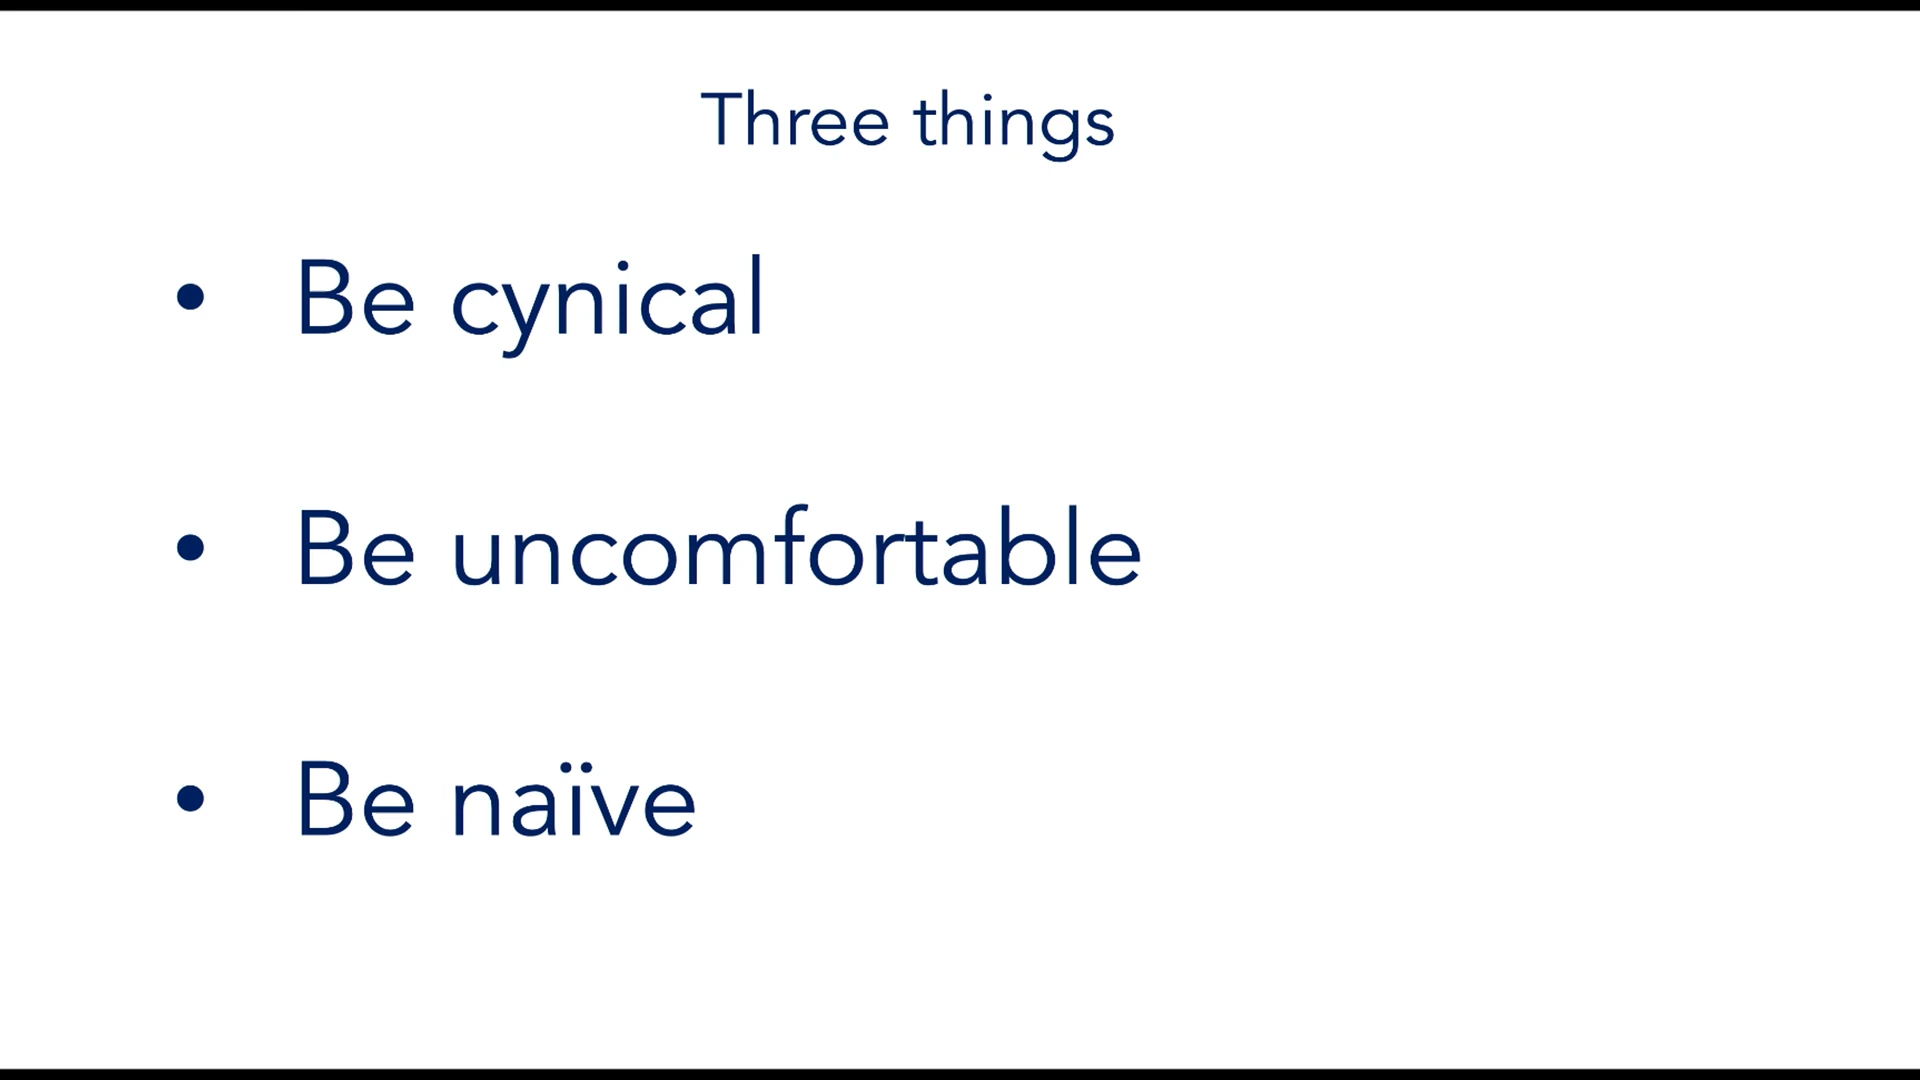 Three things
• Be cynical
• Be uncomfortable
• Be naïve